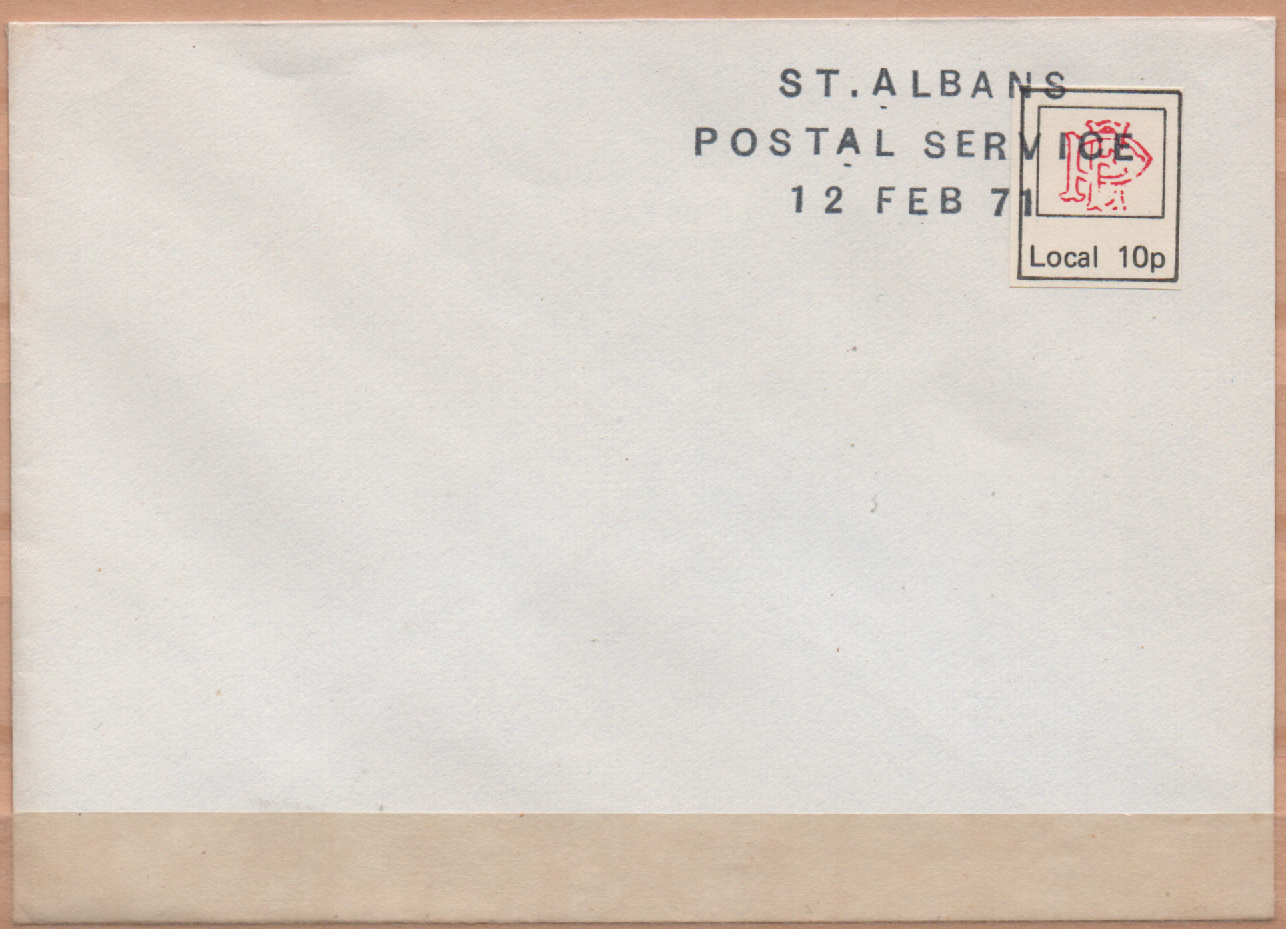 ST. ALBANS
POSTAL SERVICE
12 FEB 71
Local 10p